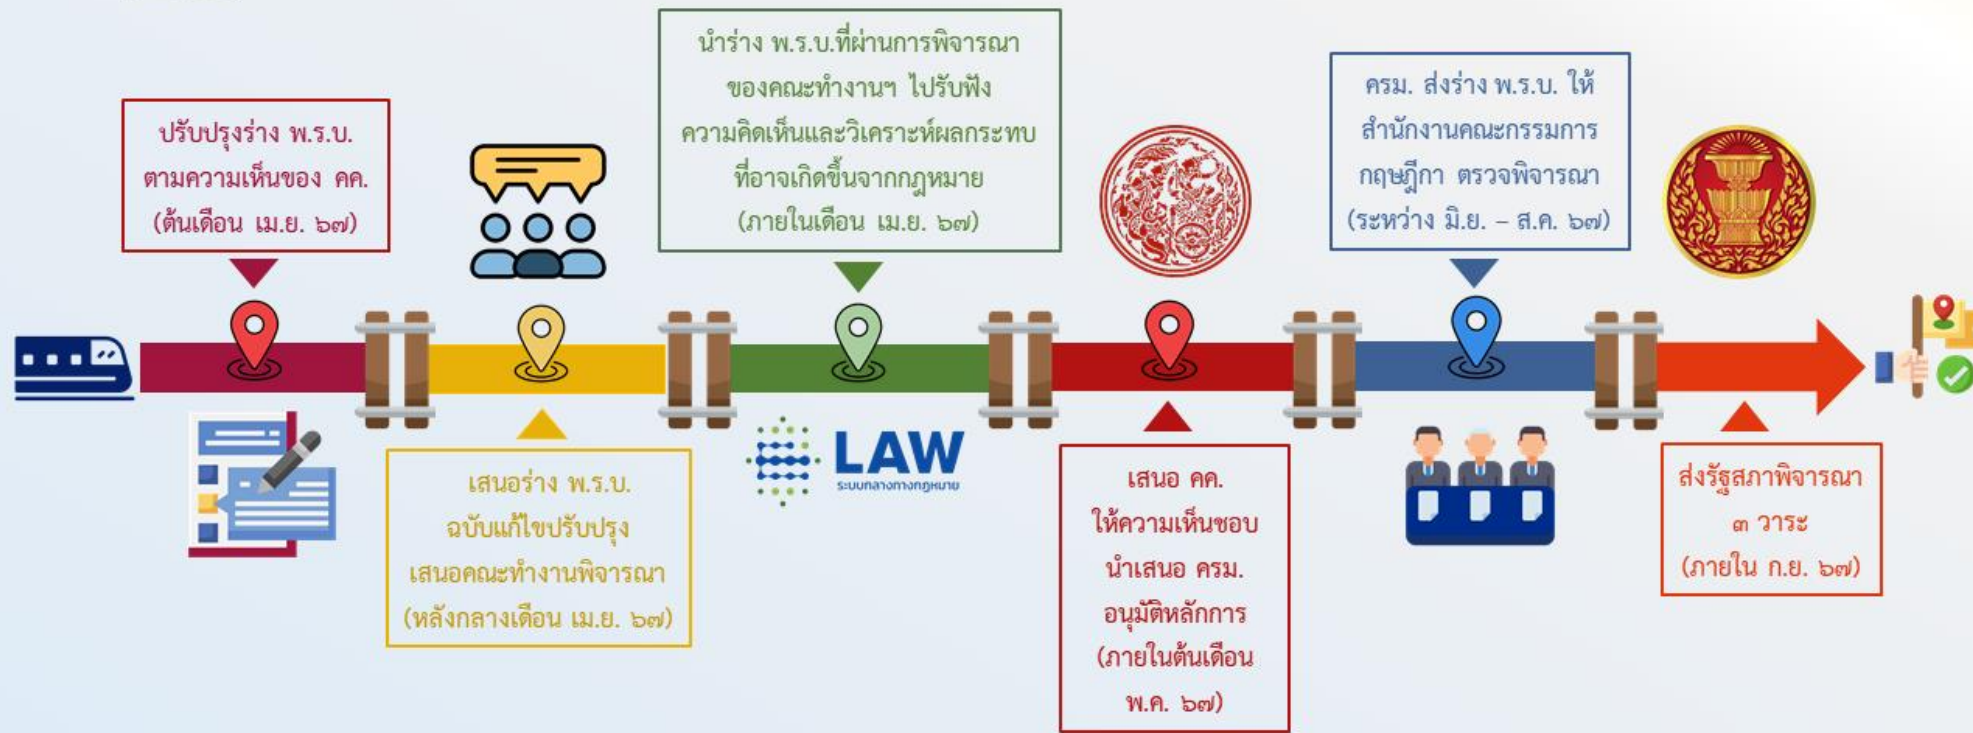 ปรับปรุงร่าง พ.ร.บ.
ตามความเห็นของ คค.
(ต้นเดือน เม.ย. ๖๗)
เสนอร่าง พ.ร.บ.
ฉบับแก้ไขปรับปรุง
เสนอคณะทำงานพิจารณา
(หลังกลางเดือน เม.ย. ๖๗)
นำร่าง พ.ร.บ.ที่ผ่านการพิจารณา
ของคณะทำงานฯ ไปรับฟัง
ความคิดเห็นและวิเคราะห์ผลกระทบ
ที่อาจเกิดขึ้นจากกฎหมาย
(ภายในเดือน เม.ย. ๖๗)
LAW
ระบบกลางทางกฎหมาย
เสนอ คค.
ให้ความเห็นชอบ
นำเสนอ ครม.
อนุมัติหลักการ
(ภายในต้นเดือน
พ.ค. ๖๗)
ครม. ส่งร่าง พ.ร.บ. ให้
สำนักงานคณะกรรมการ
กฤษฎีกา ตรวจพิจารณา
(ระหว่าง มิ.ย. – ส.ค. ๖๗)
ส่งรัฐสภาพิจารณา
๓ วาระ
(ภายใน ก.ย. ๖๗)